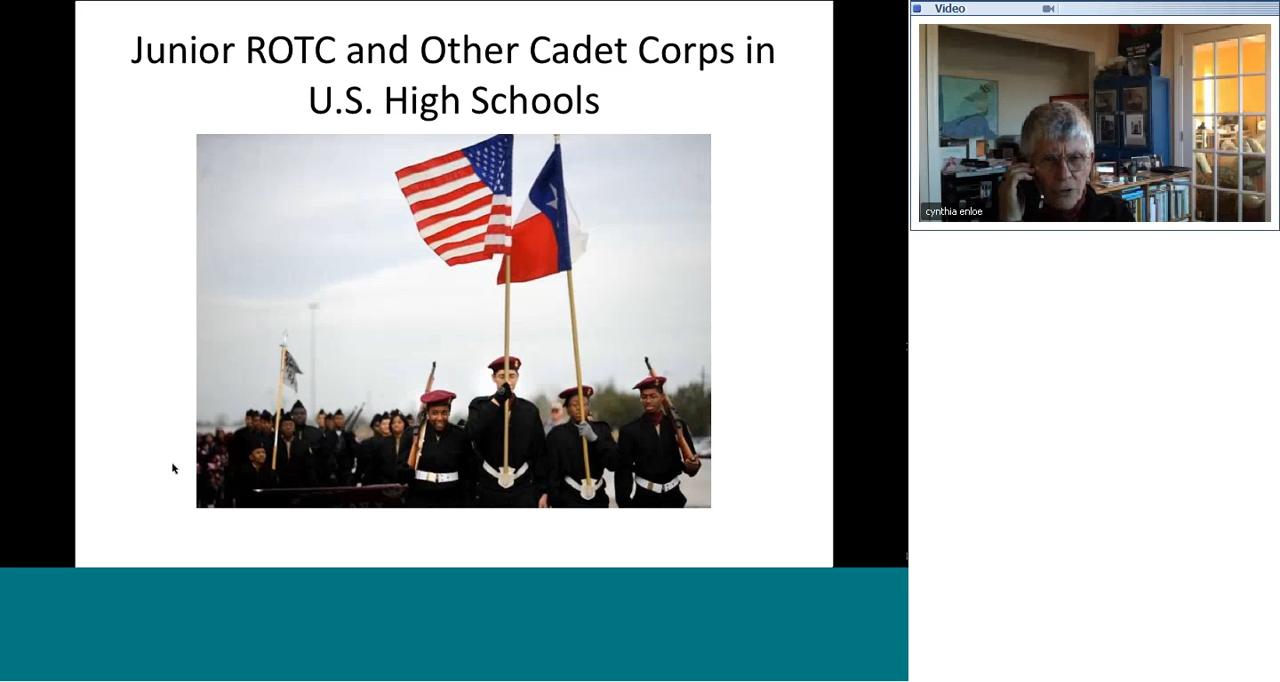 Junior ROTC and Other Cadet Corps in
U.S. High Schools
Video
cynthia enloe